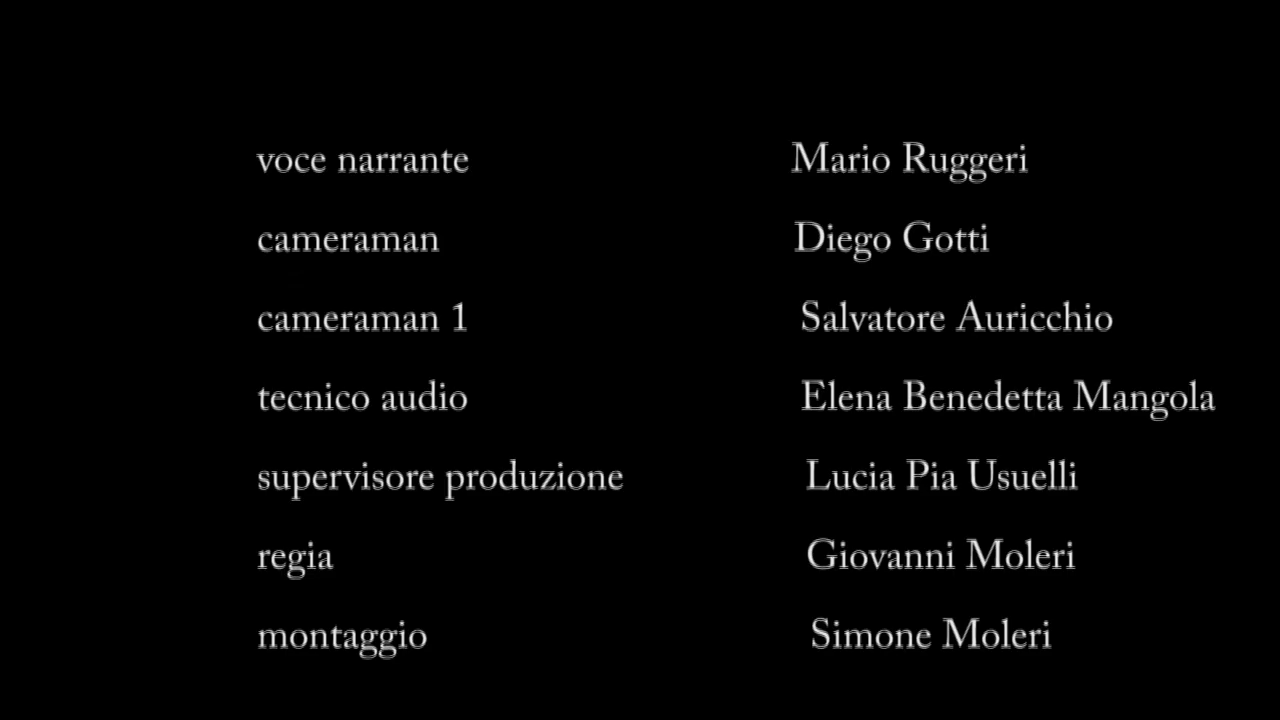 voce narrante Mario Ruggeri
cameraman Diego Gotti
cameraman 1 Salvatore Auricchio
tecnico audio Elena Benedetta Mangola
supervisore produzione Lucia Pia Usuelli
regia Giovanni Moleri
montaggio Simone Moleri